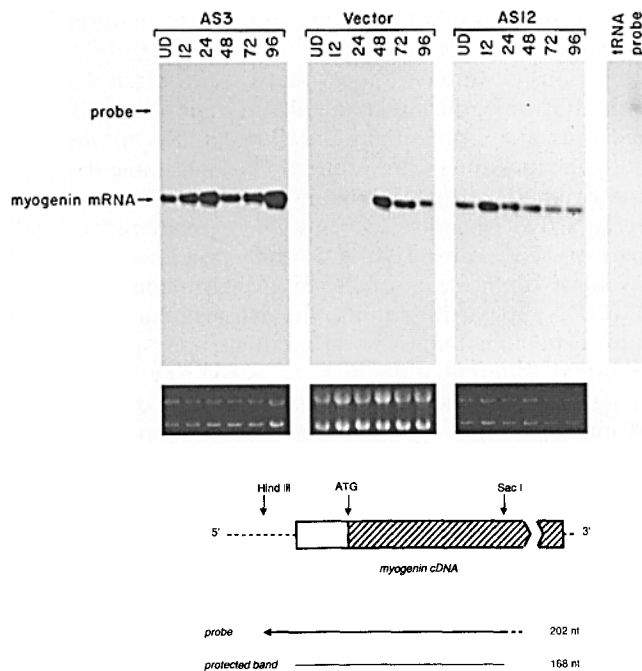 AS3 Vector AS12
UD 12 24 48 72 96 UD 12 24 48 72 96 UD 12 24 48 72 96 tRNA probe
probe
myogenin mRNA
Hind III ATG Sac I
5' 3'
myogenin cDNA
probe 202 nt
protected band 168 nt